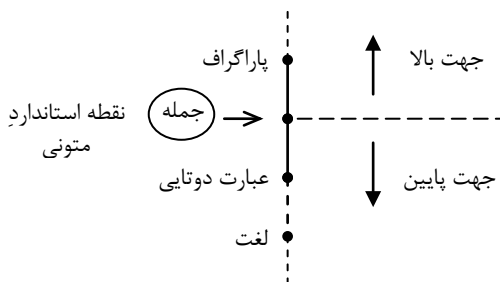 جهت بالا
پاراگراف
جمله
نقطه استانداردِ
متونی
جهت پایین
عبارت دوتایی
لغت